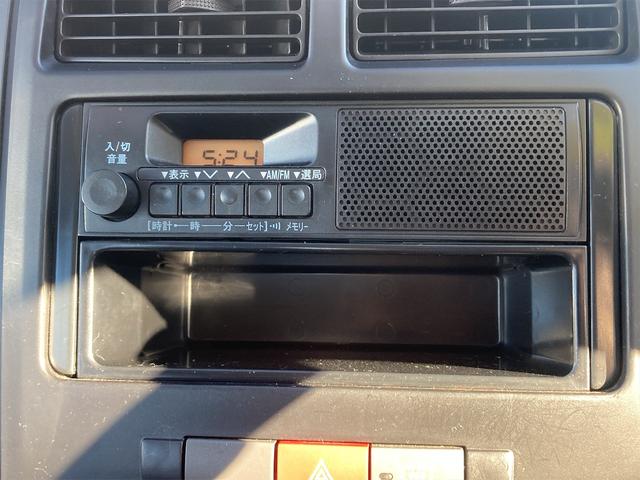 入/切
音量
5:24
▼表示 ▼﹀ ▼︿ ▼AM/FM ▼選局
[時計•─時─分─セット]•ıı) メモリー